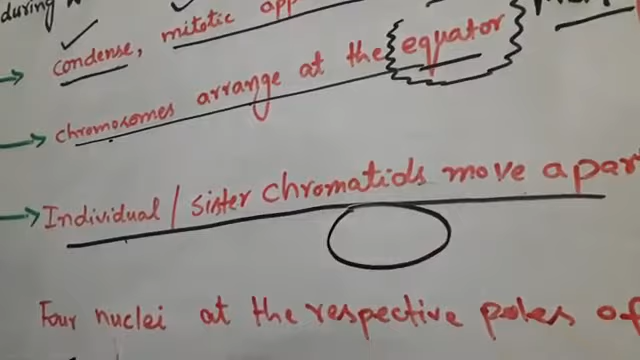 during
condense, mitotic app
chromosomes arrange at the equator
Individual / sister chromatids move apar
Four nuclei at the respective poles of